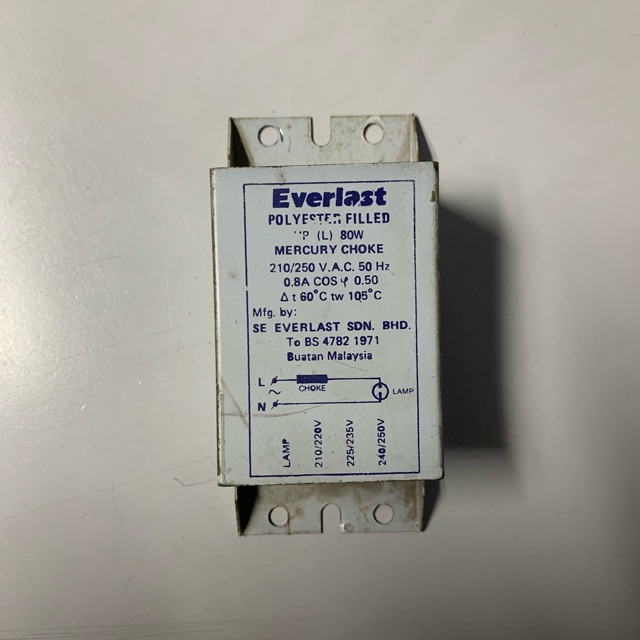 Everlast
POLYESTER FILLED
(L) 80W
MERCURY CHOKE
210/250 V.A.C. 50 Hz
0.8A COS φ 0.50
Δ t 60°C tw 105°C
Mfg. by:
SE EVERLAST SDN. BHD.
To BS 4782 1971
Buatan Malaysia
L
~
CHOKE
LAMP
N
LAMP
210/220V
225/235V
240/250V